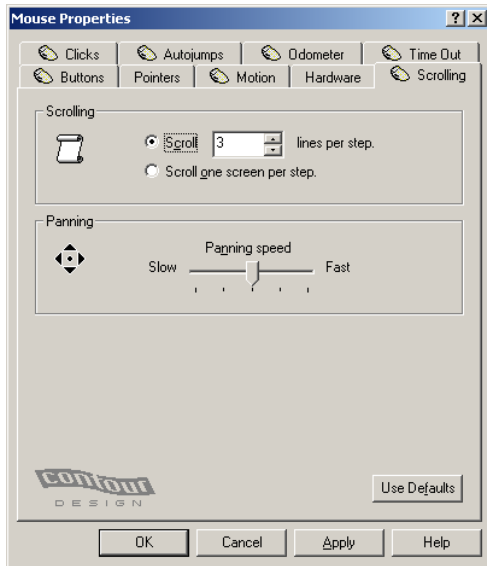 Mouse Properties
Clicks Autojumps Odometer Time Out
Buttons Pointers Motion Hardware Scrolling
Scrolling
Scroll 3 lines per step.
Scroll one screen per step.
Panning
Panning speed
Slow Fast
contour
DESIGN
Use Defaults
OK Cancel Apply Help